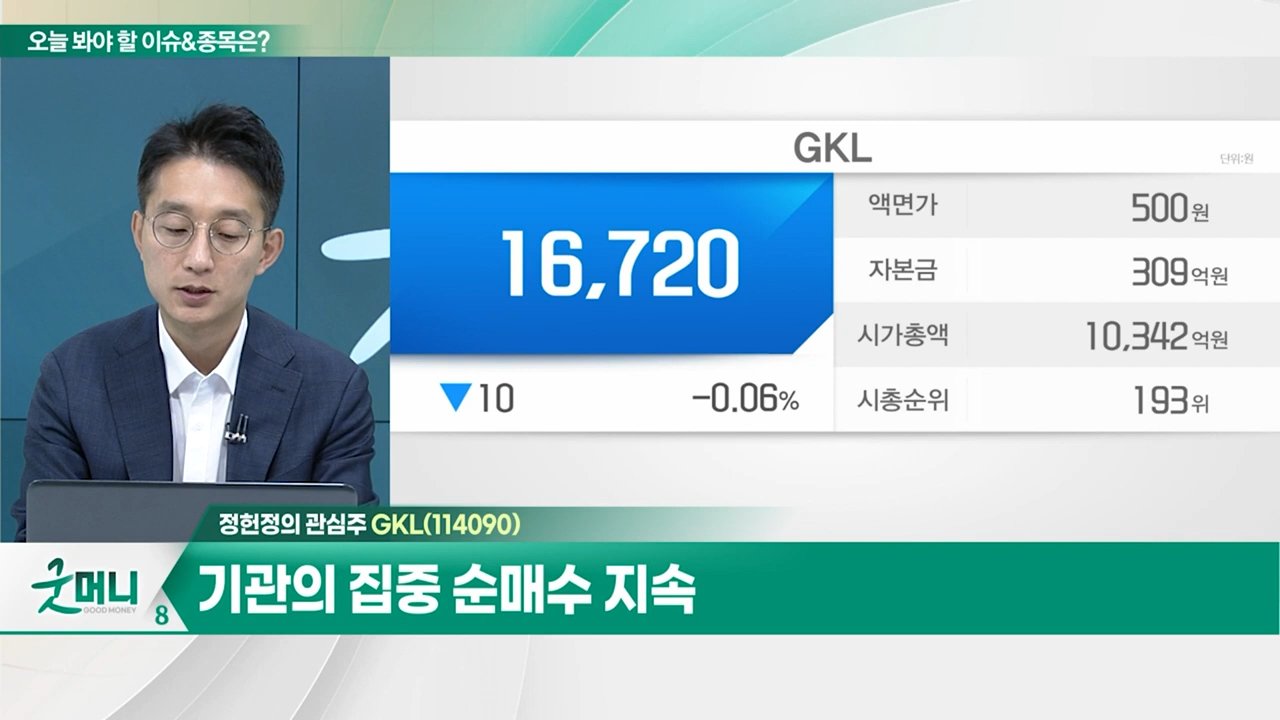 오늘 봐야 할 이슈&종목은?
GKL
단위:원
16,720
▼10 -0.06%
액면가 500원
자본금 309억원
시가총액 10,342억원
시총순위 193위
정헌정의 관심주 GKL(114090)
굿머니
GOOD MONEY
8
기관의 집중 순매수 지속